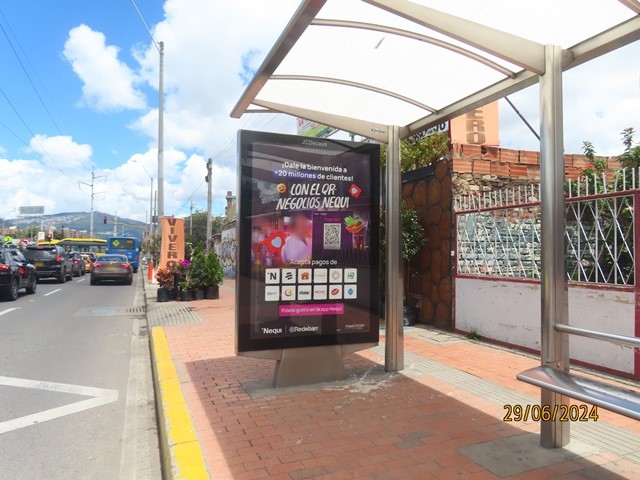 JCDecaux
¡Dale la bienvenida a
+20 millones de clientes!
CON EL QR
NEGOCIOS NEQUI
Acepta pagos de
Pídelo gratis en la app Nequi
Nequi
Redeban
VIVERO
29/06/2024